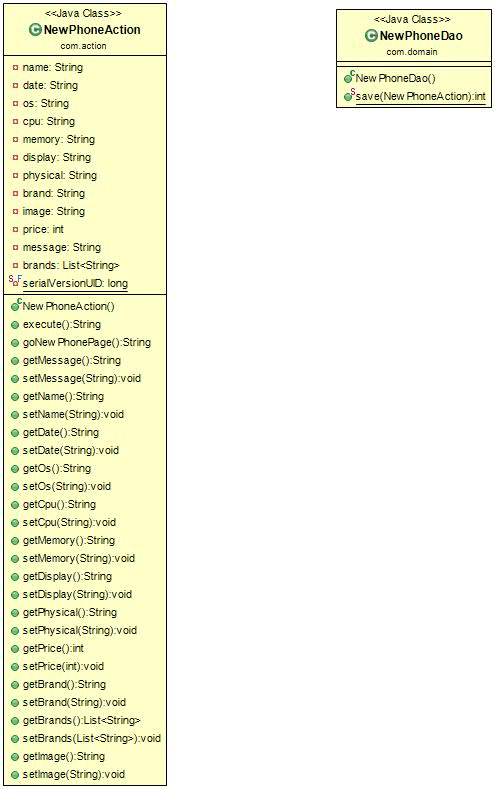 <<Java Class>>
NewPhoneAction
com.action
name: String
date: String
os: String
cpu: String
memory: String
display: String
physical: String
brand: String
image: String
price: int
message: String
brands: List<String>
serialVersionUID: long
NewPhoneAction()
execute():String
goNewPhonePage():String
getMessage():String
setMessage(String):void
getName():String
setName(String):void
getDate():String
setDate(String):void
getOs():String
setOs(String):void
getCpu():String
setCpu(String):void
getMemory():String
setMemory(String):void
getDisplay():String
setDisplay(String):void
getPhysical():String
setPhysical(String):void
getPrice():int
setPrice(int):void
getBrand():String
setBrand(String):void
getBrands():List<String>
setBrands(List<String>):void
getImage():String
setImage(String):void
<<Java Class>>
NewPhoneDao
com.domain
NewPhoneDao()
save(NewPhoneAction):int